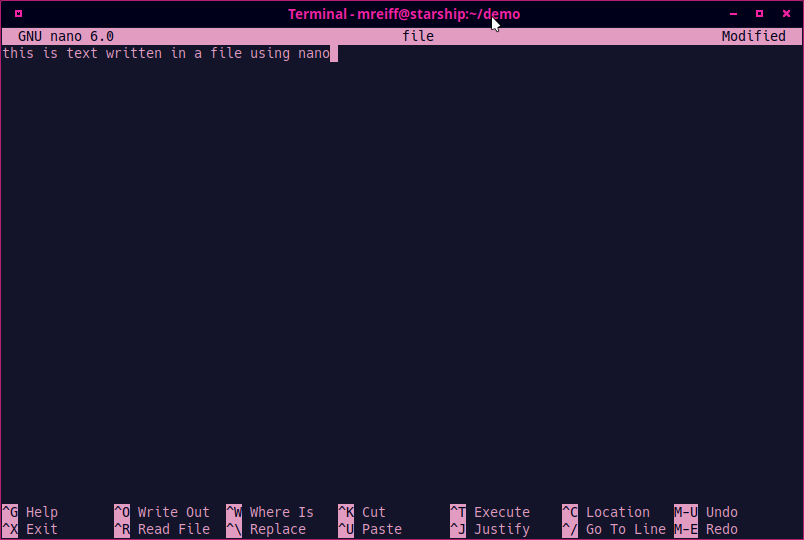 Terminal - mreiff@starship:~/demo
GNU nano 6.0 file Modified
this is text written in a file using nano
^G Help ^O Write Out ^W Where Is ^K Cut ^T Execute ^C Location M-U Undo
^X Exit ^R Read File ^\ Replace ^U Paste ^J Justify ^/ Go To Line M-E Redo